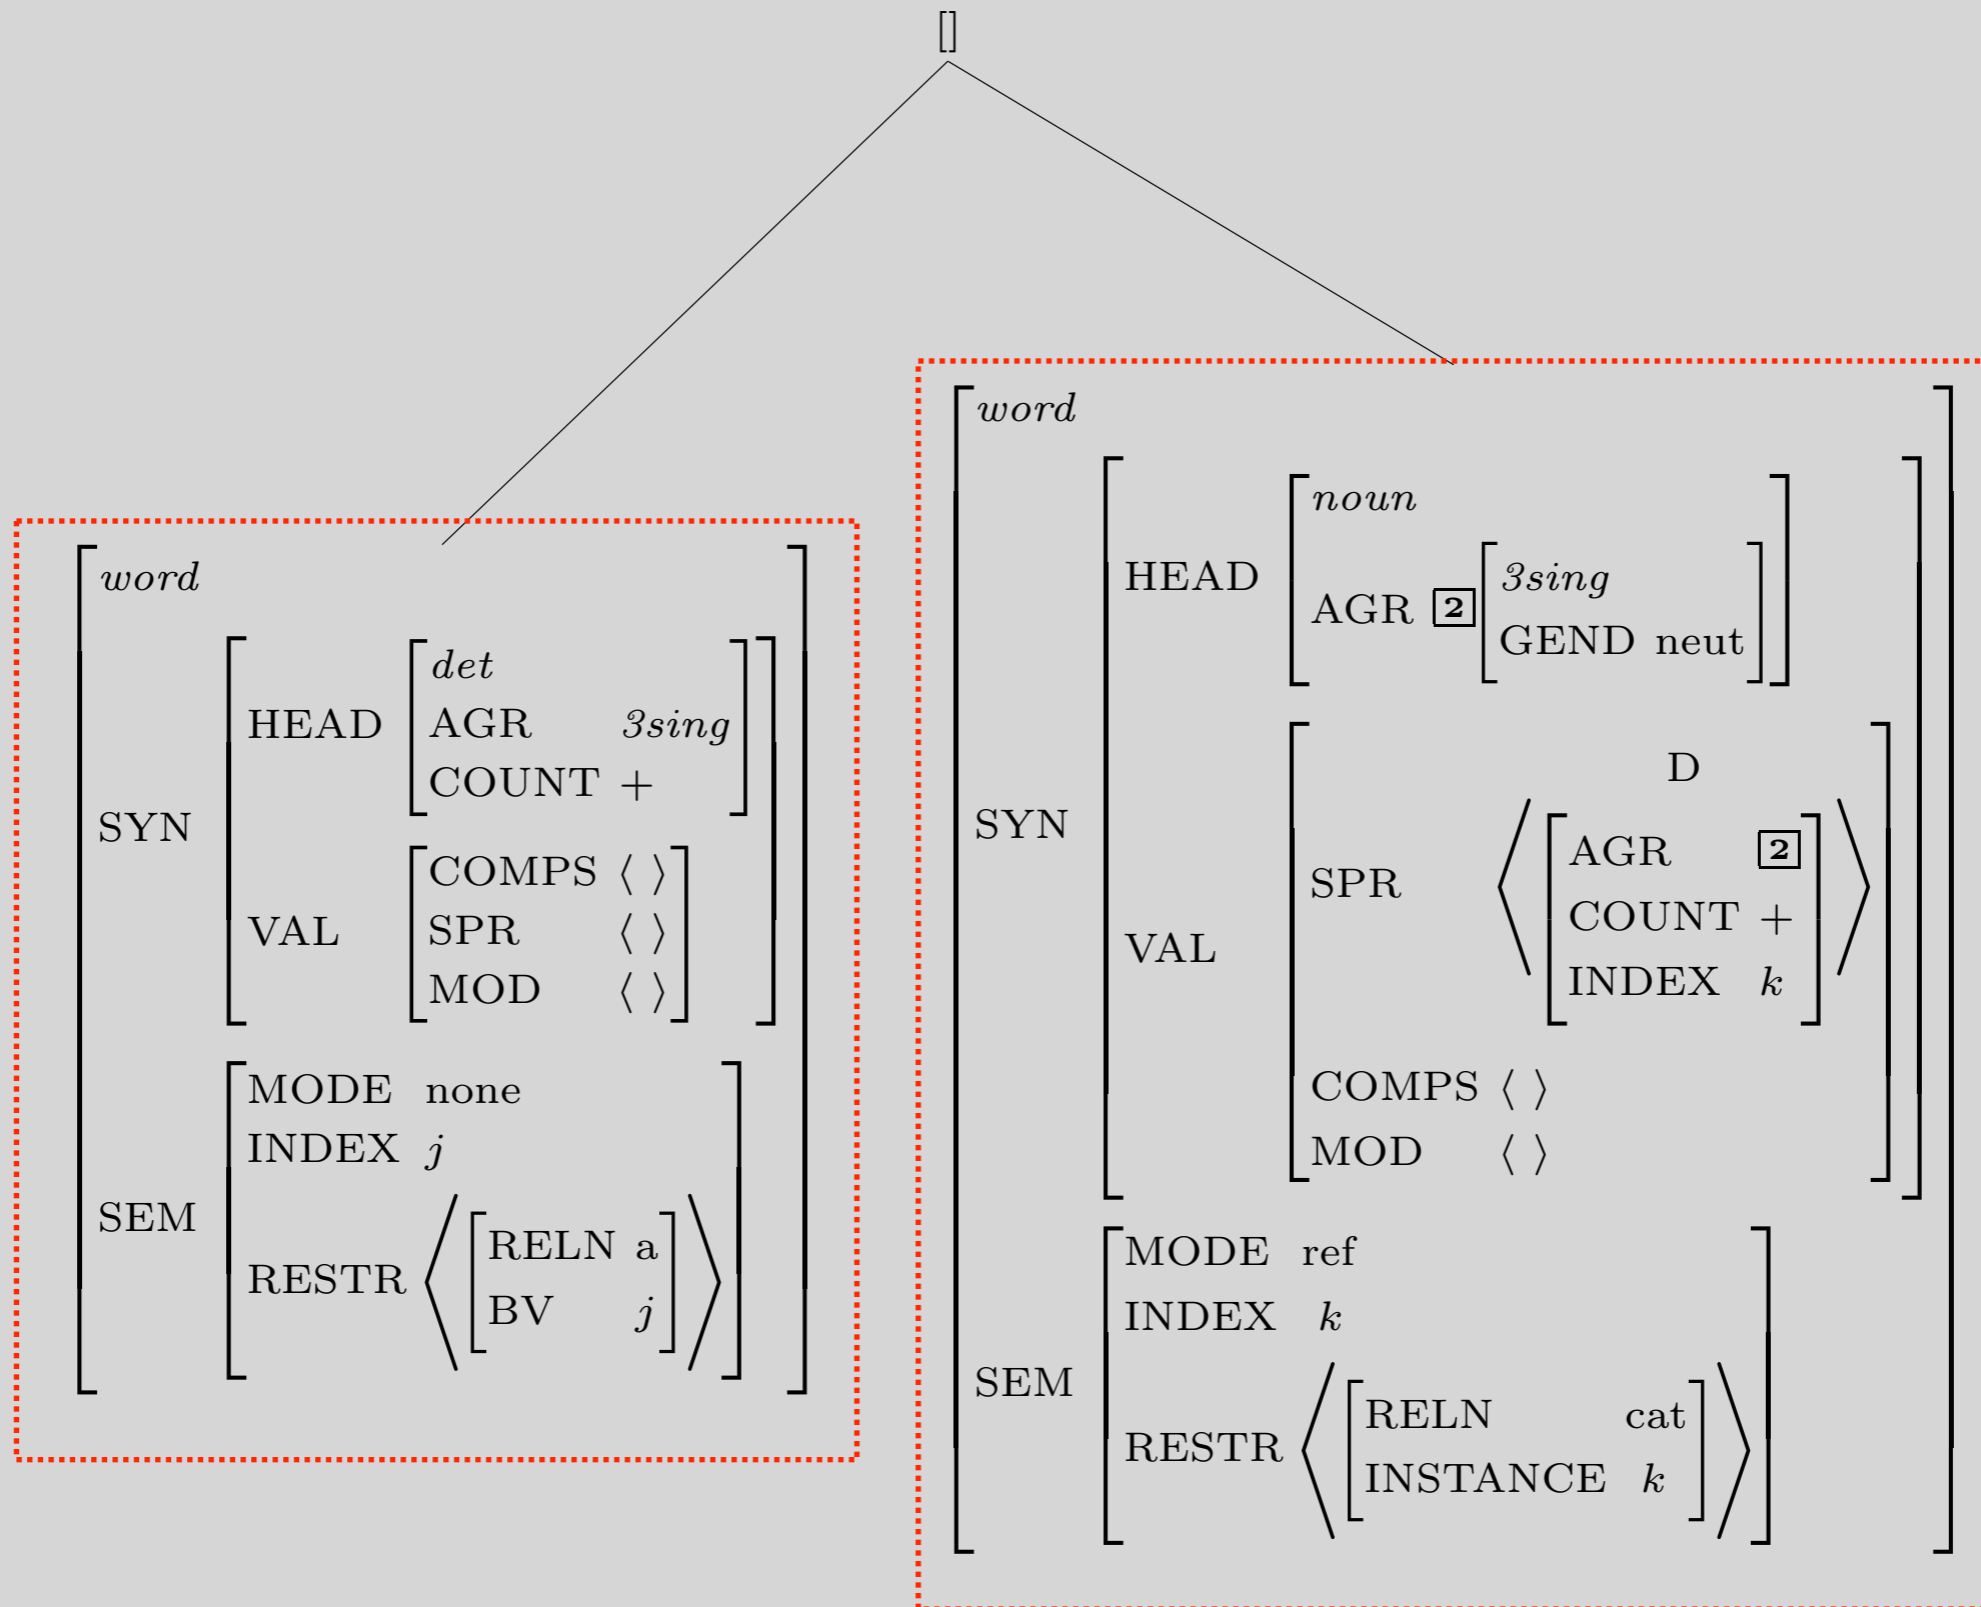 []
word
SYN
HEAD
det
AGR 3sing
COUNT +
VAL
COMPS ⟨ ⟩
SPR ⟨ ⟩
MOD ⟨ ⟩
SEM
MODE none
INDEX j
RESTR
RELN a
BV j
word
SYN
HEAD
noun
AGR 2
3sing
GEND neut
VAL
SPR
D
AGR 2
COUNT +
INDEX k
COMPS ⟨ ⟩
MOD ⟨ ⟩
SEM
MODE ref
INDEX k
RESTR
RELN cat
INSTANCE k